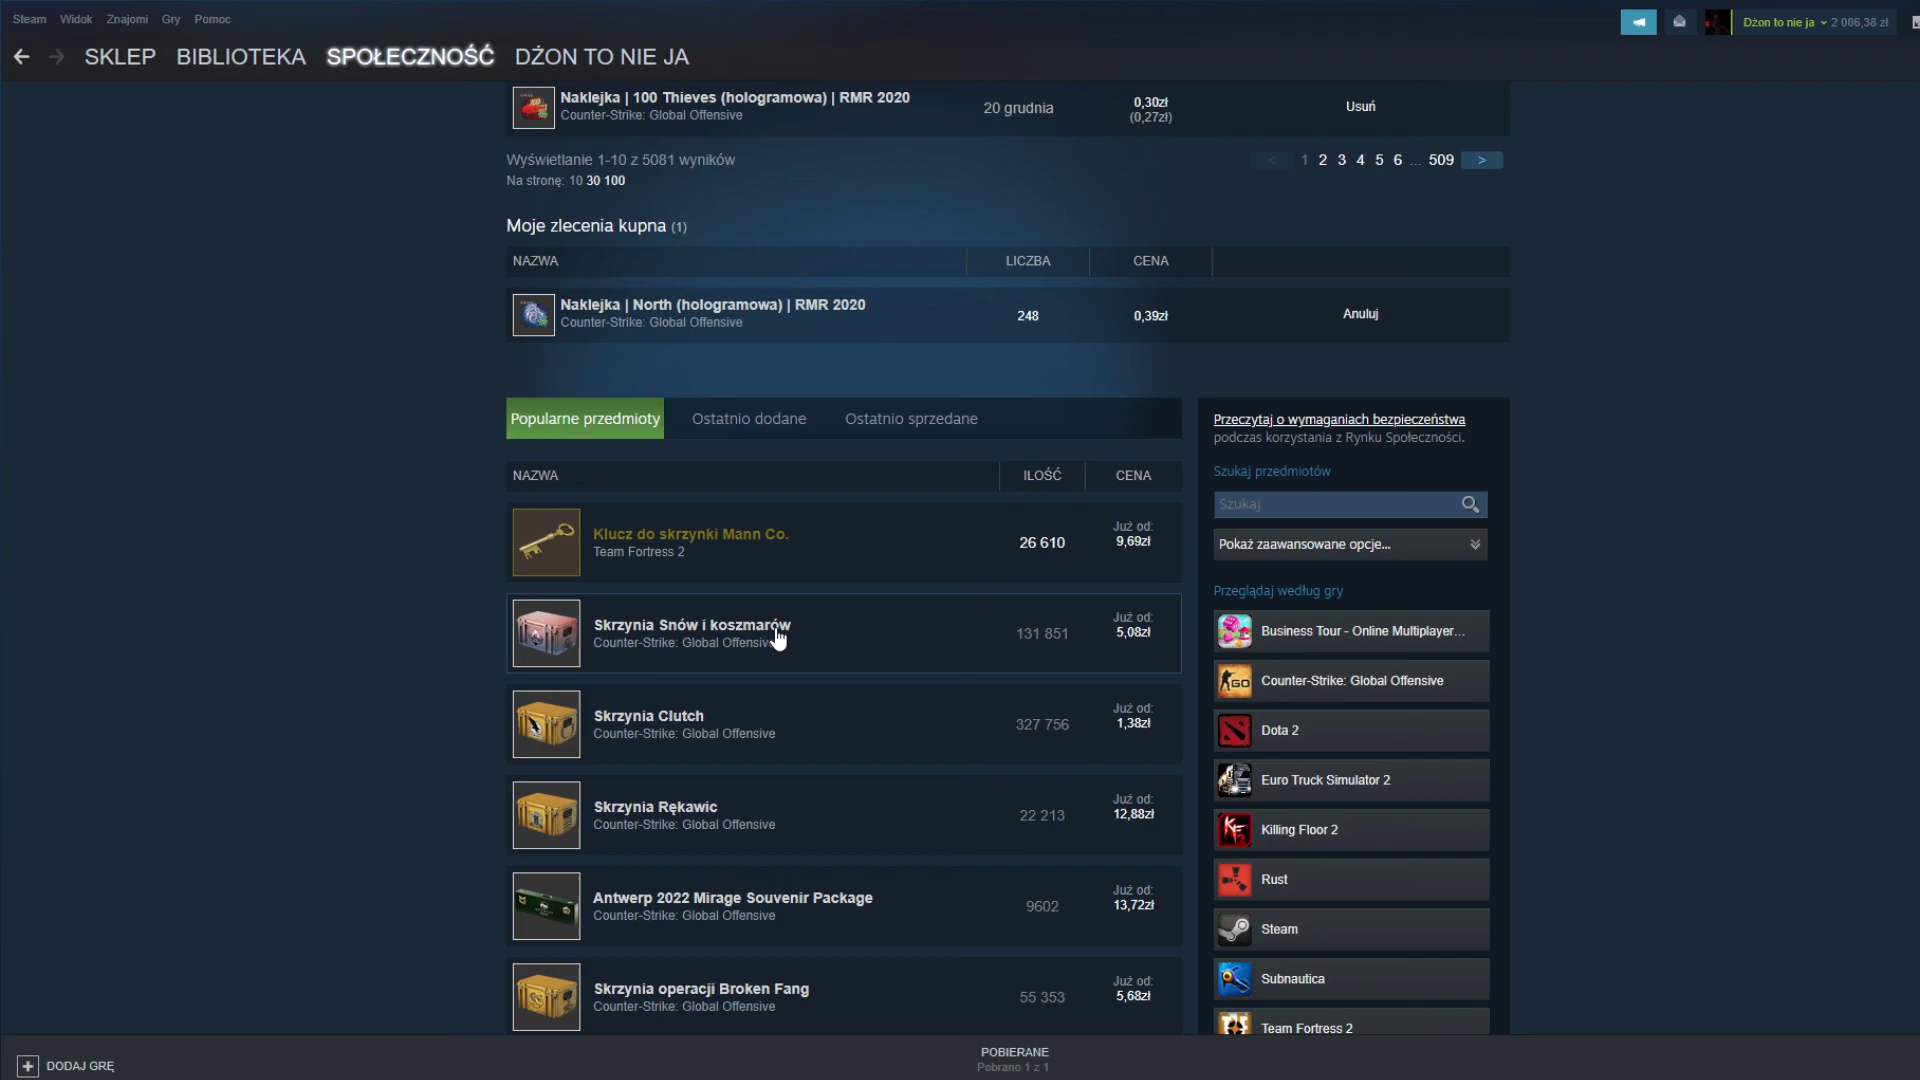 Steam Widok Znajomi Gry Pomoc
Dżon to nie ja 2 006,38 zł
SKLEP BIBLIOTEKA SPOŁECZNOŚĆ DŻON TO NIE JA
Naklejka | 100 Thieves (hologramowa) | RMR 2020
Counter-Strike: Global Offensive
20 grudnia
0,30zł
(0,27zł)
Usuń
Wyświetlanie 1-10 z 5081 wyników
< 1 2 3 4 5 6 ... 509 >
Na stronę: 10 30 100
Moje zlecenia kupna (1)
NAZWA LICZBA CENA
Naklejka | North (hologramowa) | RMR 2020
Counter-Strike: Global Offensive
248
0,39zł
Anuluj
Popularne przedmioty Ostatnio dodane Ostatnio sprzedane
NAZWA ILOŚĆ CENA
Klucz do skrzynki Mann Co.
Team Fortress 2
26 610
Już od:
9,69zł
Skrzynia Snów i koszmarów
Counter-Strike: Global Offensive
131 851
Już od:
5,08zł
Skrzynia Clutch
Counter-Strike: Global Offensive
327 756
Już od:
1,38zł
Skrzynia Rękawic
Counter-Strike: Global Offensive
22 213
Już od:
12,88zł
Antwerp 2022 Mirage Souvenir Package
Counter-Strike: Global Offensive
9602
Już od:
13,72zł
Skrzynia operacji Broken Fang
Counter-Strike: Global Offensive
55 353
Już od:
5,68zł
Przeczytaj o wymaganiach bezpieczeństwa
podczas korzystania z Rynku Społeczności.
Szukaj przedmiotów
Szukaj
Pokaż zaawansowane opcje...
Przeglądaj według gry
Business Tour - Online Multiplayer...
Counter-Strike: Global Offensive
Dota 2
Euro Truck Simulator 2
Killing Floor 2
Rust
Steam
Subnautica
Team Fortress 2
DODAJ GRĘ
POBIERANE
Pobrano 1 z 1